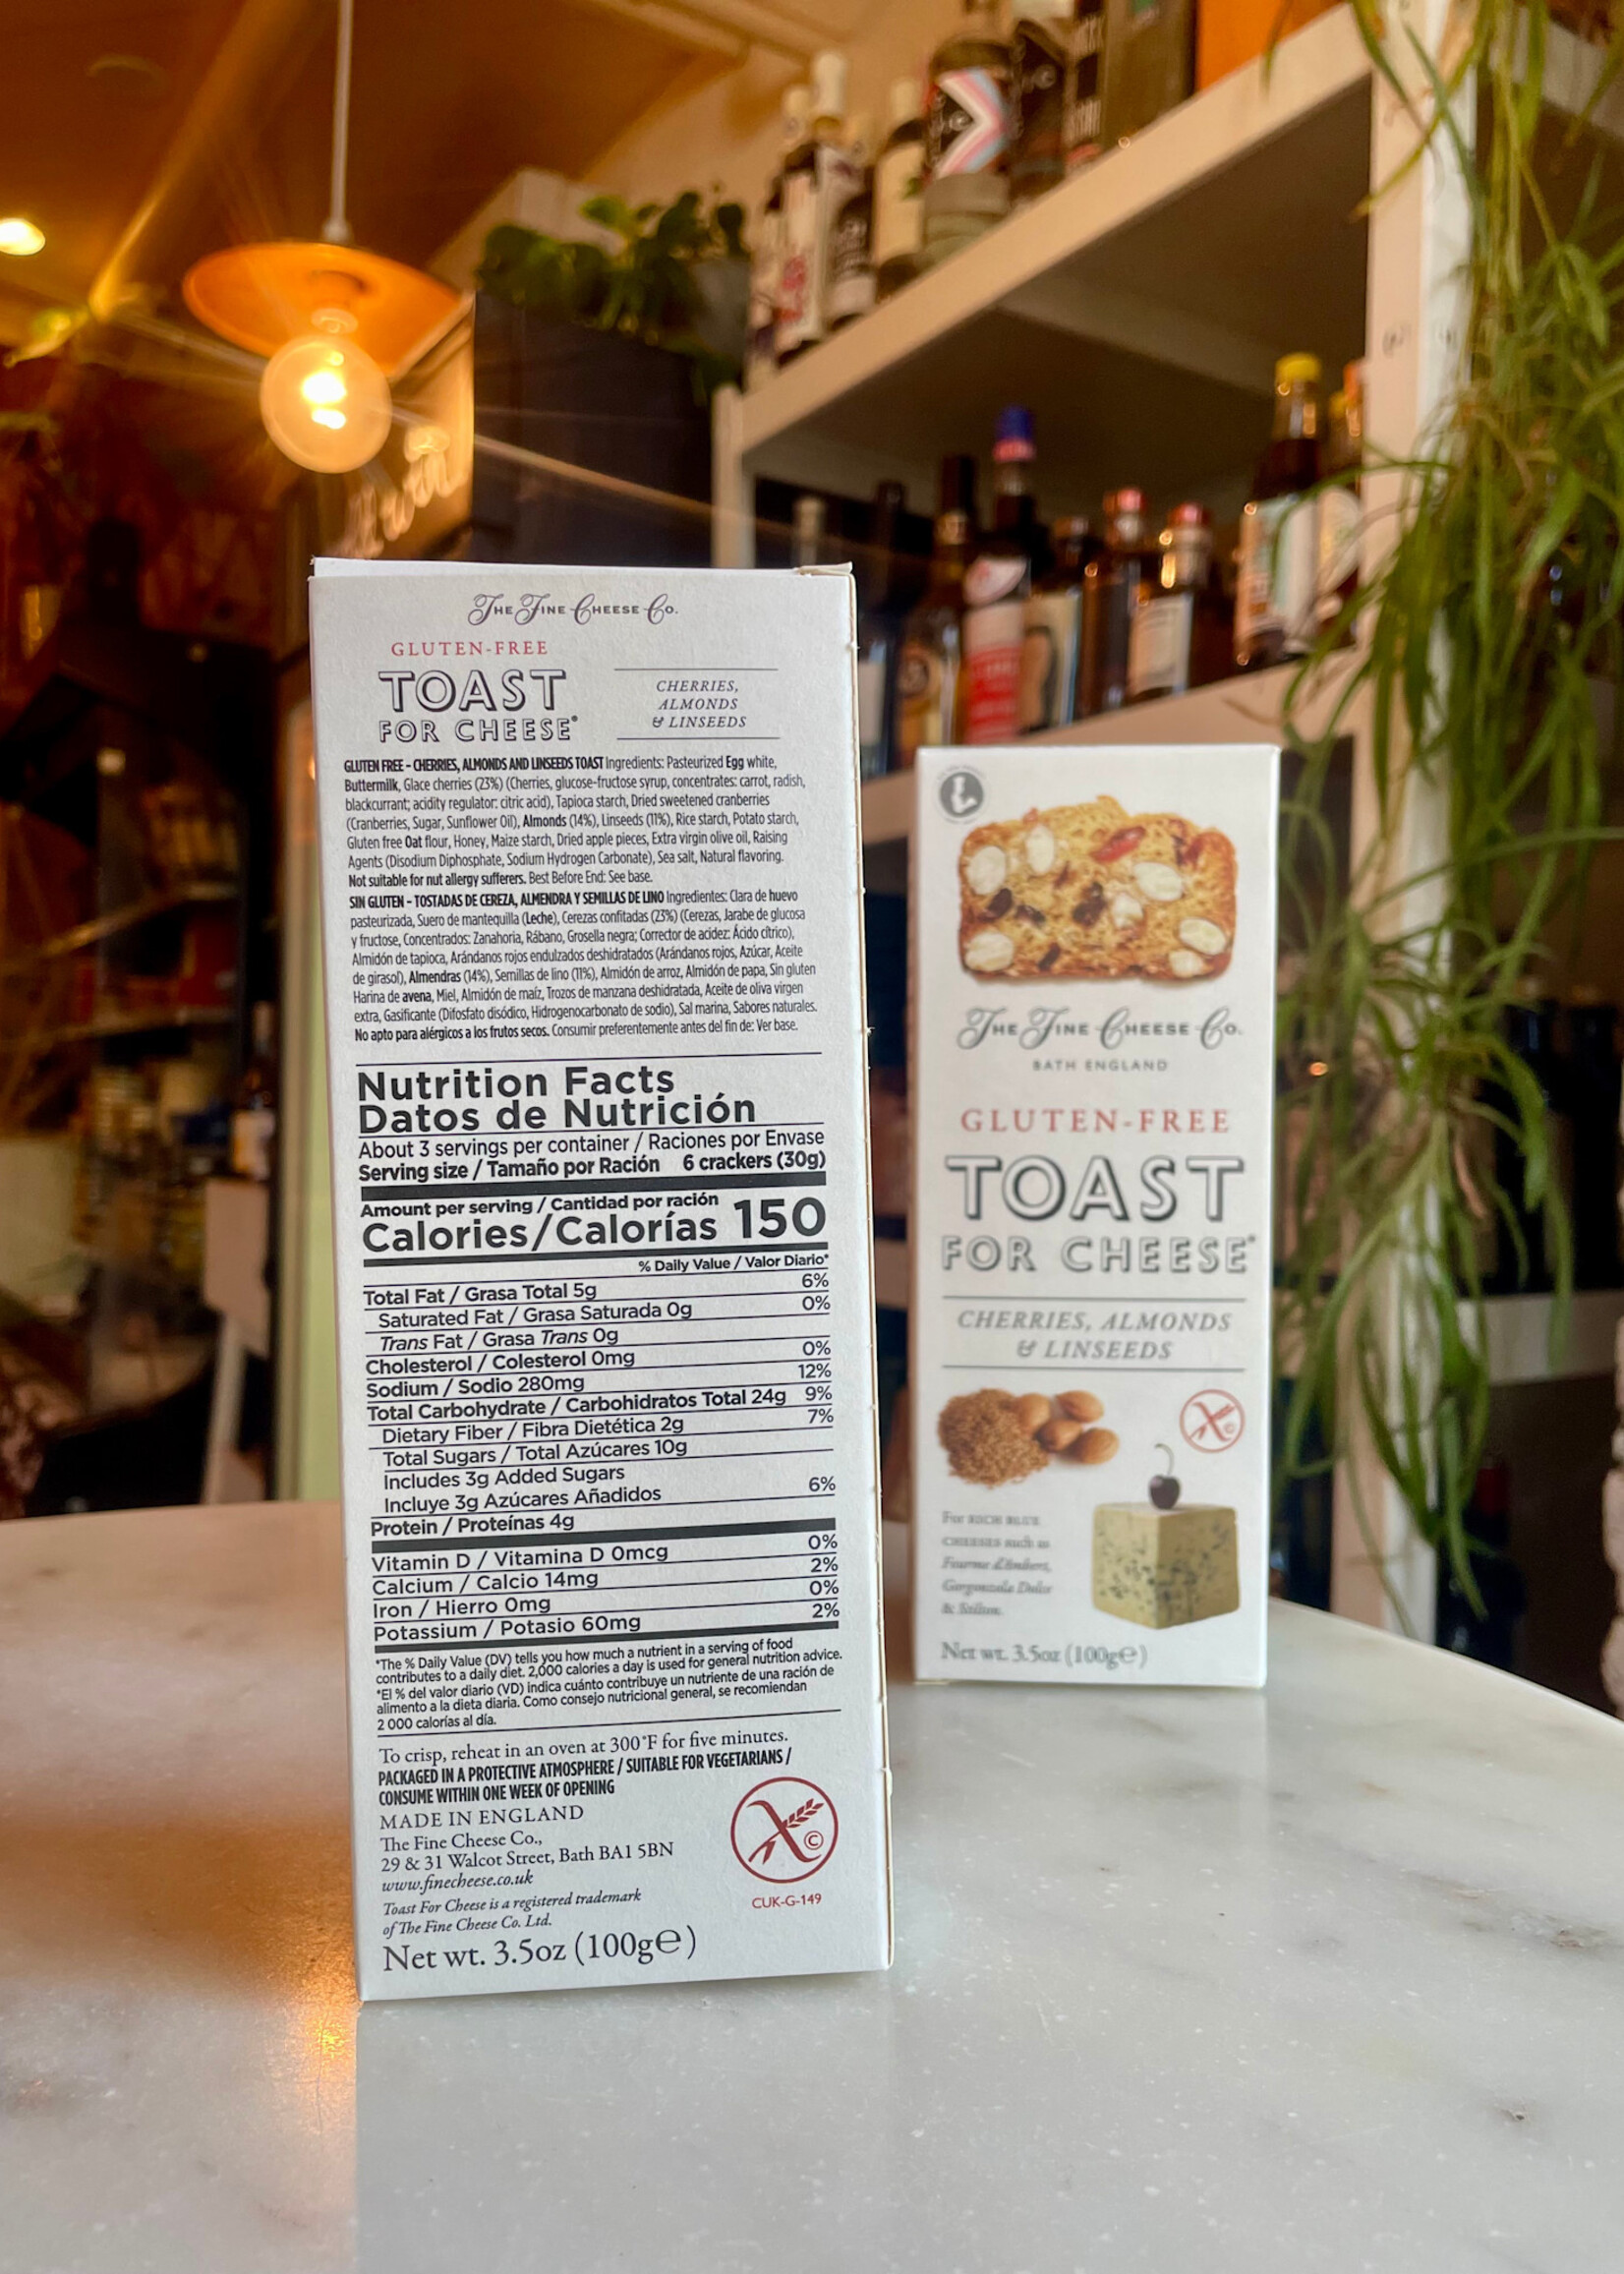 THE FINE CHEESE CO.
GLUTEN-FREE
TOAST
FOR CHEESE®
CHERRIES,
ALMONDS
& LINSEEDS
GLUTEN FREE - CHERRIES, ALMONDS AND LINSEEDS TOAST Ingredients: Pasteurized Egg white,
Buttermilk, Glace cherries (23%) (Cherries, glucose-fructose syrup, concentrates: carrot, radish,
blackcurrant; acidity regulator: citric acid), Tapioca starch, Dried sweetened cranberries
(Cranberries, Sugar, Sunflower Oil), Almonds (14%), Linseeds (11%), Rice starch, Potato starch,
Gluten free Oat flour, Honey, Maize starch, Dried apple pieces, Extra virgin olive oil, Raising
Agents (Disodium Diphosphate, Sodium Hydrogen Carbonate), Sea salt, Natural flavoring.
Not suitable for nut allergy sufferers. Best Before End: See base.
SIN GLUTEN - TOSTADAS DE CEREZA, ALMENDRA Y SEMILLAS DE LINO Ingredientes: Clara de huevo
pasteurizada, Suero de mantequilla (Leche), Cerezas confitadas (23%) (Cerezas, Jarabe de glucosa
y fructose, Concentrados: Zanahoria, Rábano, Grosella negra; Corrector de acidez: Ácido cítrico),
Almidón de tapioca, Arándanos rojos endulzados deshidratados (Arándanos rojos, Azúcar, Aceite
de girasol), Almendras (14%), Semillas de lino (11%), Almidón de arroz, Almidón de papa, Sin gluten
Harina de avena, Miel, Almidón de maíz, Trozos de manzana deshidratada, Aceite de oliva virgen
extra, Gasificante (Difosfato disódico, Hidrogenocarbonato de sodio), Sal marina, Sabores naturales.
No apto para alérgicos a los frutos secos. Consumir preferentemente antes del fin de: Ver base.
Nutrition Facts
Datos de Nutrición
About 3 servings per container / Raciones por Envase
Serving size / Tamaño por Ración 6 crackers (30g)
Amount per serving / Cantidad por ración
Calories/Calorías 150
% Daily Value / Valor Diario*
Total Fat / Grasa Total 5g 6%
Saturated Fat / Grasa Saturada 0g 0%
Trans Fat / Grasa Trans 0g
Cholesterol / Colesterol 0mg 0%
Sodium / Sodio 280mg 12%
Total Carbohydrate / Carbohidratos Total 24g 9%
Dietary Fiber / Fibra Dietética 2g 7%
Total Sugars / Total Azúcares 10g
Includes 3g Added Sugars
Incluye 3g Azúcares Añadidos 6%
Protein / Proteínas 4g
Vitamin D / Vitamina D 0mcg 0%
Calcium / Calcio 14mg 2%
Iron / Hierro 0mg 0%
Potassium / Potasio 60mg 2%
*The % Daily Value (DV) tells you how much a nutrient in a serving of food
contributes to a daily diet. 2,000 calories a day is used for general nutrition advice.
*El % del valor diario (VD) indica cuánto contribuye un nutriente de una ración de
alimento a la dieta diaria. Como consejo nutricional general, se recomiendan
2 000 calorías al día.
To crisp, reheat in an oven at 300°F for five minutes.
PACKAGED IN A PROTECTIVE ATMOSPHERE / SUITABLE FOR VEGETARIANS /
CONSUME WITHIN ONE WEEK OF OPENING
MADE IN ENGLAND
The Fine Cheese Co.,
29 & 31 Walcot Street, Bath BA1 5BN
www.finecheese.co.uk
Toast For Cheese is a registered trademark
of The Fine Cheese Co. Ltd.
Net wt. 3.5oz (100g℮)
©
CUK-G-149
THE FINE CHEESE CO.
BATH ENGLAND
GLUTEN-FREE
TOAST
FOR CHEESE®
CHERRIES, ALMONDS
& LINSEEDS
©
For RICH BLUE
CHEESES such as
Fourme d'Ambert,
Gorgonzola Dolce
& Stilton.
Net wt. 3.5oz (100g℮)